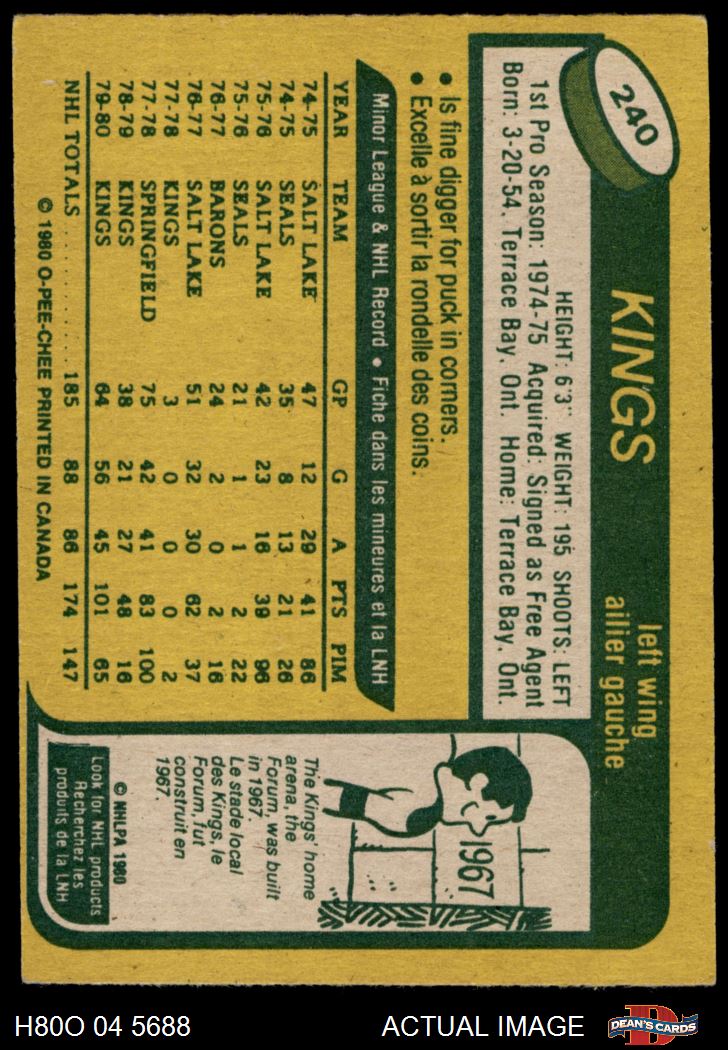 240
KINGS
left wing
ailier gauche
HEIGHT: 6'3" WEIGHT: 195 SHOOTS: LEFT
1st Pro Season: 1974-75 Acquired: Signed as Free Agent
Born: 3-20-54. Terrace Bay. Ont. Home: Terrace Bay. Ont.
• Is fine digger for puck in corners.
• Excelle à sortir la rondelle des coins.
Minor League & NHL Record • Fiche dans les mineures et la LNH
YEAR TEAM GP G A PTS PIM
74-75 SALT LAKE 47 12 29 41 86
74-75 SEALS 35 8 13 21 26
75-76 SALT LAKE 42 23 16 39 96
75-76 SEALS 21 1 1 2 22
76-77 BARONS 24 2 0 2 16
76-77 SALT LAKE 51 32 30 62 37
77-78 KINGS 3 0 0 0 2
77-78 SPRINGFIELD 75 42 41 83 100
78-79 KINGS 38 21 27 48 16
79-80 KINGS 64 56 45 101 65
NHL TOTALS ........... 185 88 86 174 147
© 1980 O-PEE-CHEE PRINTED IN CANADA
1967
The Kings' home
arena, the
Forum, was built
in 1967.
Le stade local
des Kings, le
Forum, fut
construit en
1967.
© NHLPA 1980
Look for NHL products
Recherchez les
produits de la LNH
H80O 04 5688
ACTUAL IMAGE
D
DEAN'S CARDS